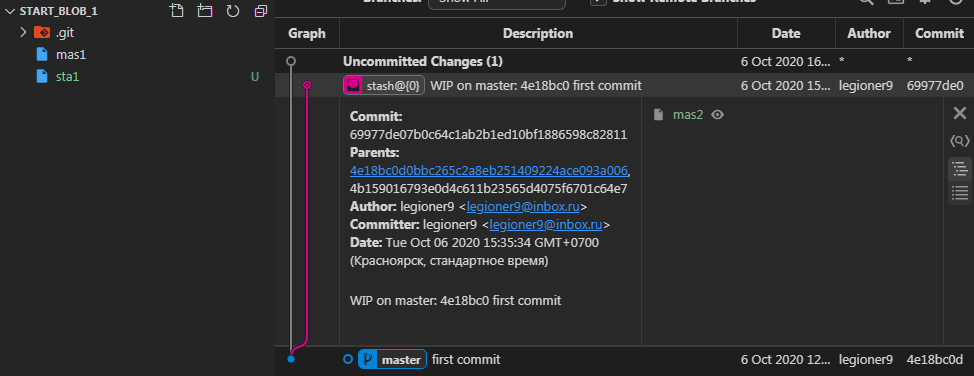 START_BLOB_1
.git
mas1
sta1 U
Branches: Show All Show Remote Branches
Graph Description Date Author Commit
Uncommitted Changes (1) 6 Oct 2020 16... * *
stash@{0} WIP on master: 4e18bc0 first commit 6 Oct 2020 15... legioner9 69977de0
Commit:
69977de07b0c64c1ab2b1ed10bf1886598c82811
Parents:
4e18bc0d0bbc265c2a8eb251409224ace093a006,
4b159016793e0d4c611b23565d4075f6701c64e7
Author: legioner9 <legioner9@inbox.ru>
Committer: legioner9 <legioner9@inbox.ru>
Date: Tue Oct 06 2020 15:35:34 GMT+0700
(Красноярск, стандартное время)
WIP on master: 4e18bc0 first commit
mas2
master first commit 6 Oct 2020 12... legioner9 4e18bc0d